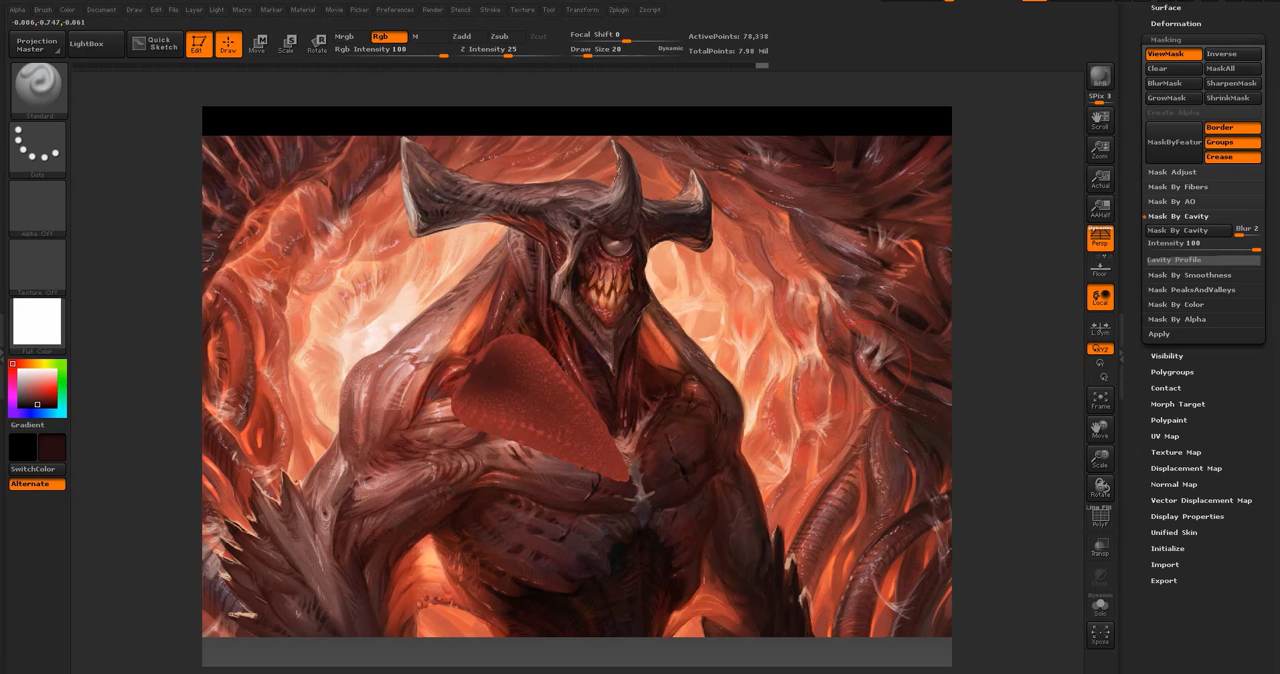 Alpha Brush Color Document Draw Edit File Layer Light Macro Marker Material Movie Picker Preferences Render Stencil Stroke Texture Tool Transform Zplugin Zscript
-0.006,-0.747,-0.061
Projection Master
LightBox
Quick Sketch
Edit
Draw
Move
Scale
Rotate
Mrgb
Rgb
M
Rgb Intensity 100
Zadd
Zsub
Zcut
Z Intensity 25
Focal Shift 0
Draw Size 20
Dynamic
ActivePoints: 78,338
TotalPoints: 7.98 Mil
Standard
Dots
Alpha Off
Texture Off
Flat Color
Gradient
SwitchColor
Alternate
BPR
SPix 3
Scroll
Zoom
Actual
AAHalf
Dynamic
Persp
Floor
Local
L.Sym
XYZ
Frame
Move
Scale
Rotate
Line Fill
PolyF
Transp
Dynamic
Solo
Xpose
Surface
Deformation
Masking
ViewMask
Inverse
Clear
MaskAll
BlurMask
SharpenMask
GrowMask
ShrinkMask
Create Alpha
MaskByFeatur
Border
Groups
Crease
Mask Adjust
Mask By Fibers
Mask By AO
Mask By Cavity
Mask By Cavity
Blur 2
Intensity 100
Cavity Profile
Mask By Smoothness
Mask PeaksAndValleys
Mask By Color
Mask By Alpha
Apply
Visibility
Polygroups
Contact
Morph Target
Polypaint
UV Map
Texture Map
Displacement Map
Normal Map
Vector Displacement Map
Display Properties
Unified Skin
Initialize
Import
Export